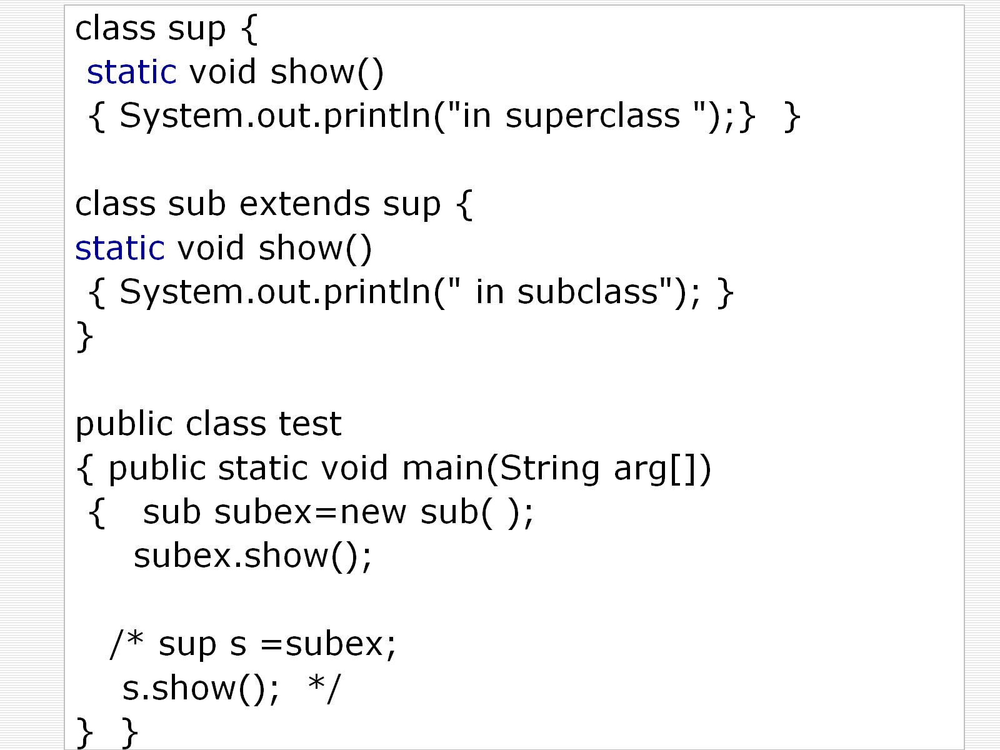 class sup {
static void show()
{ System.out.println("in superclass ");}  }
class sub extends sup {
static void show()
{ System.out.println(" in subclass"); }
}
public class test
{ public static void main(String arg[])
{   sub subex=new sub( );
subex.show();
/* sup s =subex;
s.show();  */
}  }